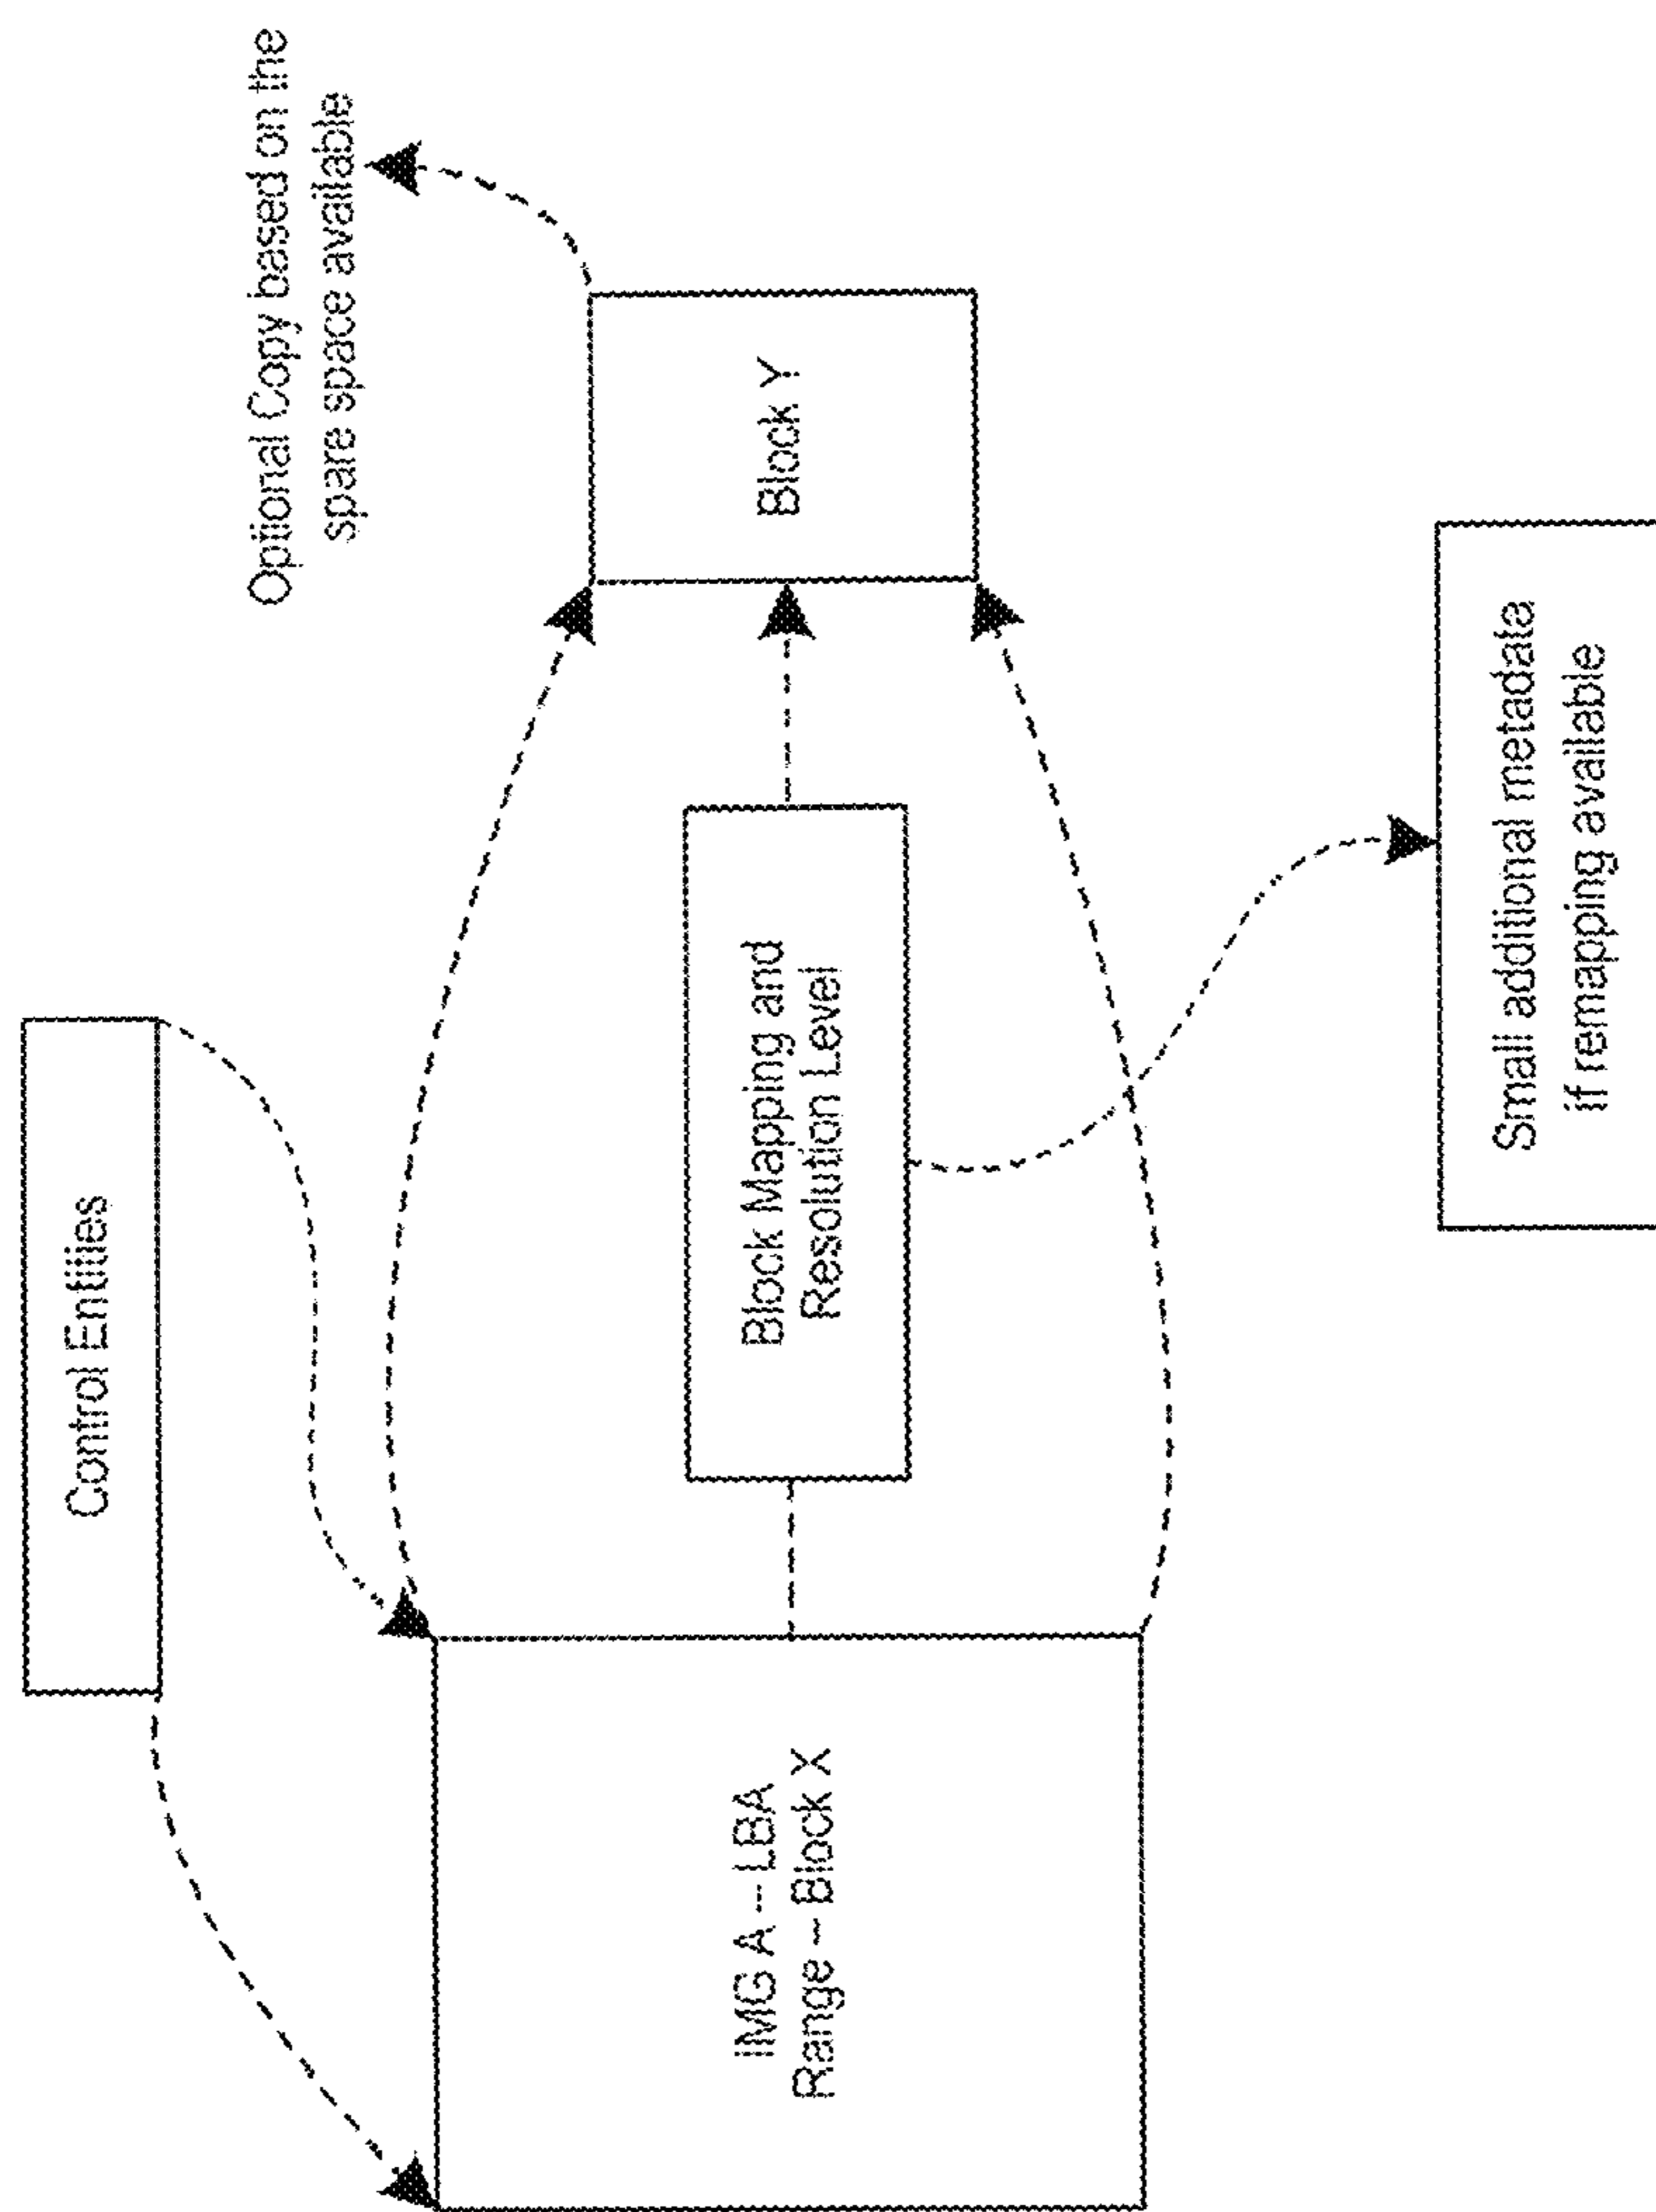 Control Entities
Optional Copy based on the
spare space available
IMG A -- LBA
Range -- Block X
Block Mapping and
Resolution Level
Block Y
Small additional metadata
if remapping available